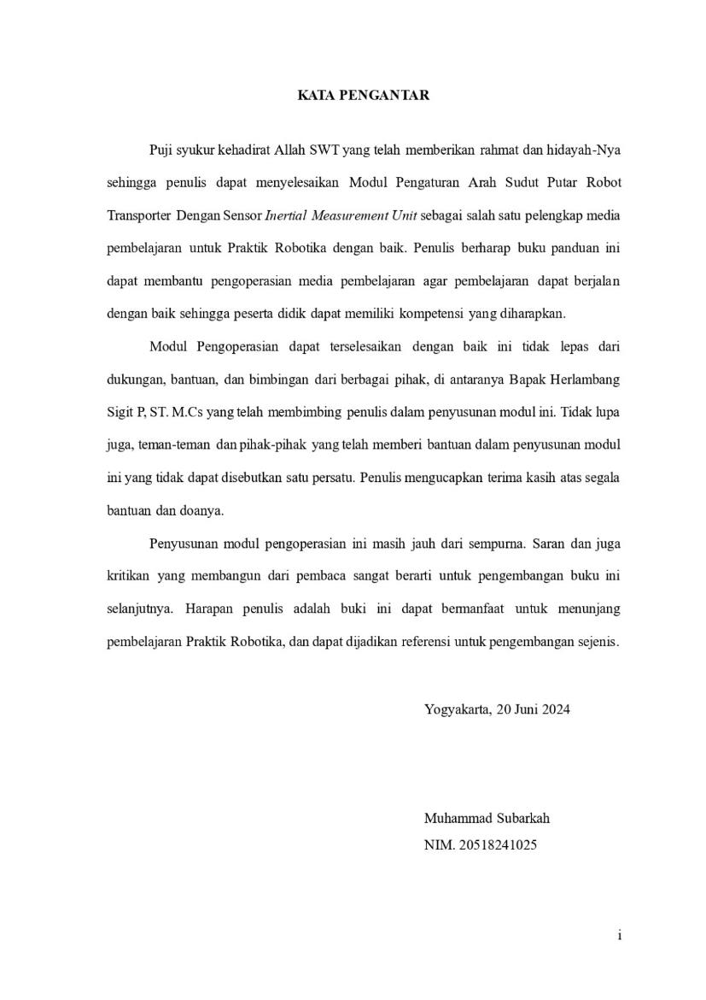 KATA PENGANTAR
Puji syukur kehadirat Allah SWT yang telah memberikan rahmat dan hidayah-Nya
sehingga penulis dapat menyelesaikan Modul Pengaturan Arah Sudut Putar Robot
Transporter Dengan Sensor Inertial Measurement Unit sebagai salah satu pelengkap media
pembelajaran untuk Praktik Robotika dengan baik. Penulis berharap buku panduan ini
dapat membantu pengoperasian media pembelajaran agar pembelajaran dapat berjalan
dengan baik sehingga peserta didik dapat memiliki kompetensi yang diharapkan.
Modul Pengoperasian dapat terselesaikan dengan baik ini tidak lepas dari
dukungan, bantuan, dan bimbingan dari berbagai pihak, di antaranya Bapak Herlambang
Sigit P, ST. M.Cs yang telah membimbing penulis dalam penyusunan modul ini. Tidak lupa
juga, teman-teman dan pihak-pihak yang telah memberi bantuan dalam penyusunan modul
ini yang tidak dapat disebutkan satu persatu. Penulis mengucapkan terima kasih atas segala
bantuan dan doanya.
Penyusunan modul pengoperasian ini masih jauh dari sempurna. Saran dan juga
kritikan yang membangun dari pembaca sangat berarti untuk pengembangan buku ini
selanjutnya. Harapan penulis adalah buki ini dapat bermanfaat untuk menunjang
pembelajaran Praktik Robotika, dan dapat dijadikan referensi untuk pengembangan sejenis.
Yogyakarta, 20 Juni 2024
Muhammad Subarkah
NIM. 20518241025
i